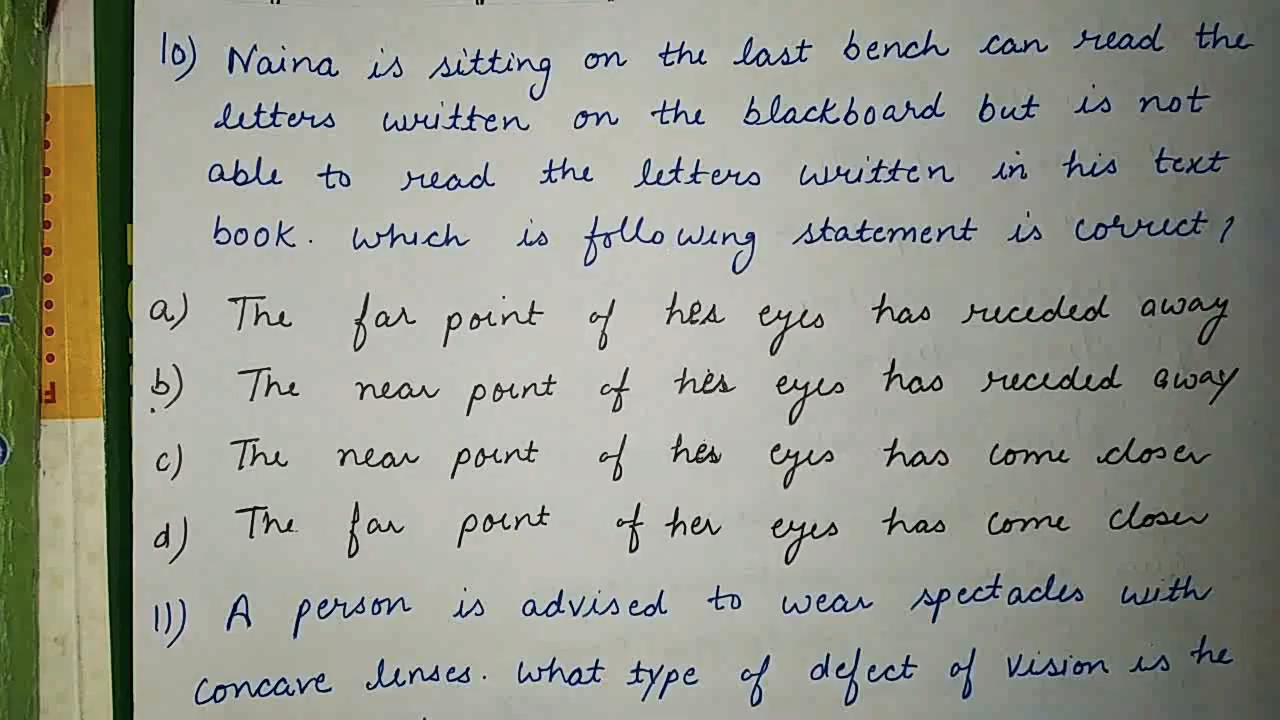 10) Naina is sitting on the last bench can read the
letters written on the blackboard but is not
able to read the letters written in his text
book. Which is following statement is correct ?
a) The far point of hes eyes has receded away
b) The near point of hes eyes has receded away
c) The near point of hes eyes has come closer
d) The far point of her eyes has come closer
11) A person is advised to wear spectacles with
concave lenses. What type of defect of vision is he